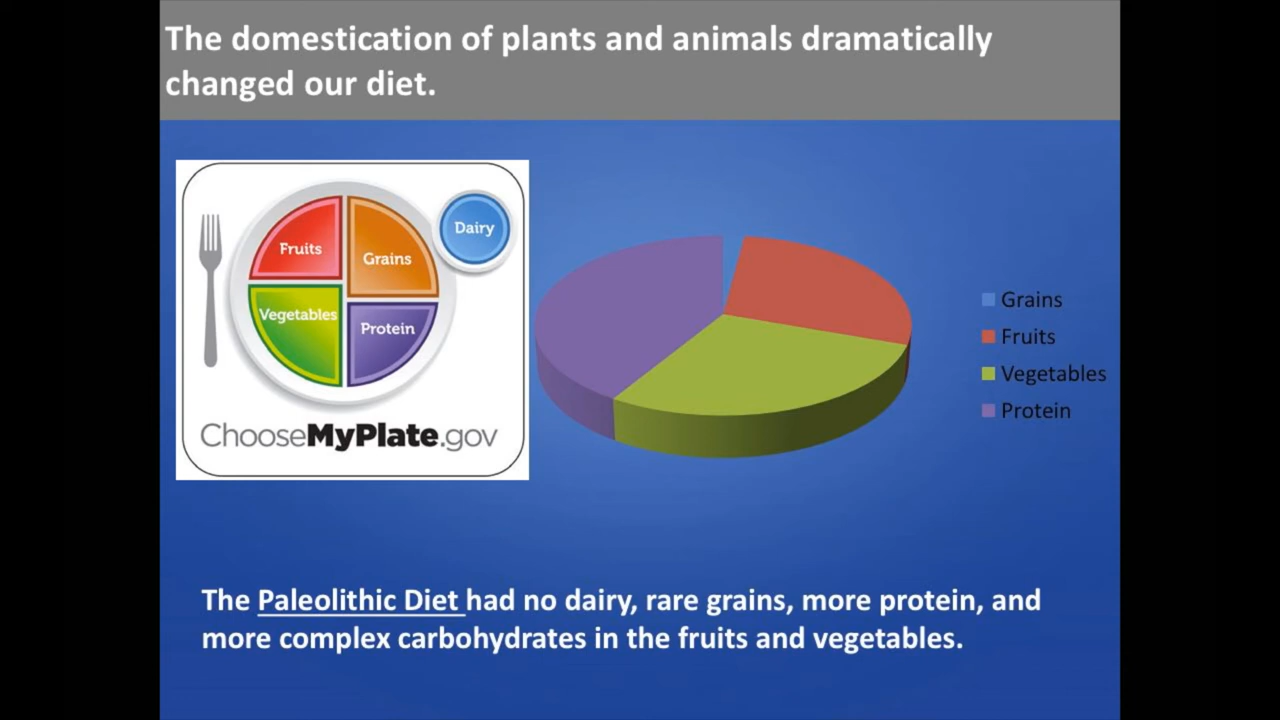 The domestication of plants and animals dramatically
changed our diet.
Fruits
Grains
Dairy
Vegetables
Protein
ChooseMyPlate.gov
Grains
Fruits
Vegetables
Protein
The Paleolithic Diet had no dairy, rare grains, more protein, and
more complex carbohydrates in the fruits and vegetables.